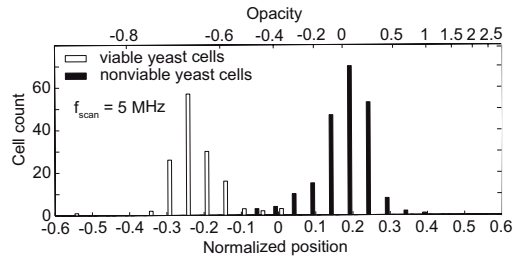 Opacity
-0.8 -0.6 -0.4 -0.2 0 0.5 1 1.5 2 2.5
viable yeast cells
nonviable yeast cells
f_scan = 5 MHz
Cell count
60
40
20
0
-0.6 -0.5 -0.4 -0.3 -0.2 -0.1 0 0.1 0.2 0.3 0.4 0.5 0.6
Normalized position